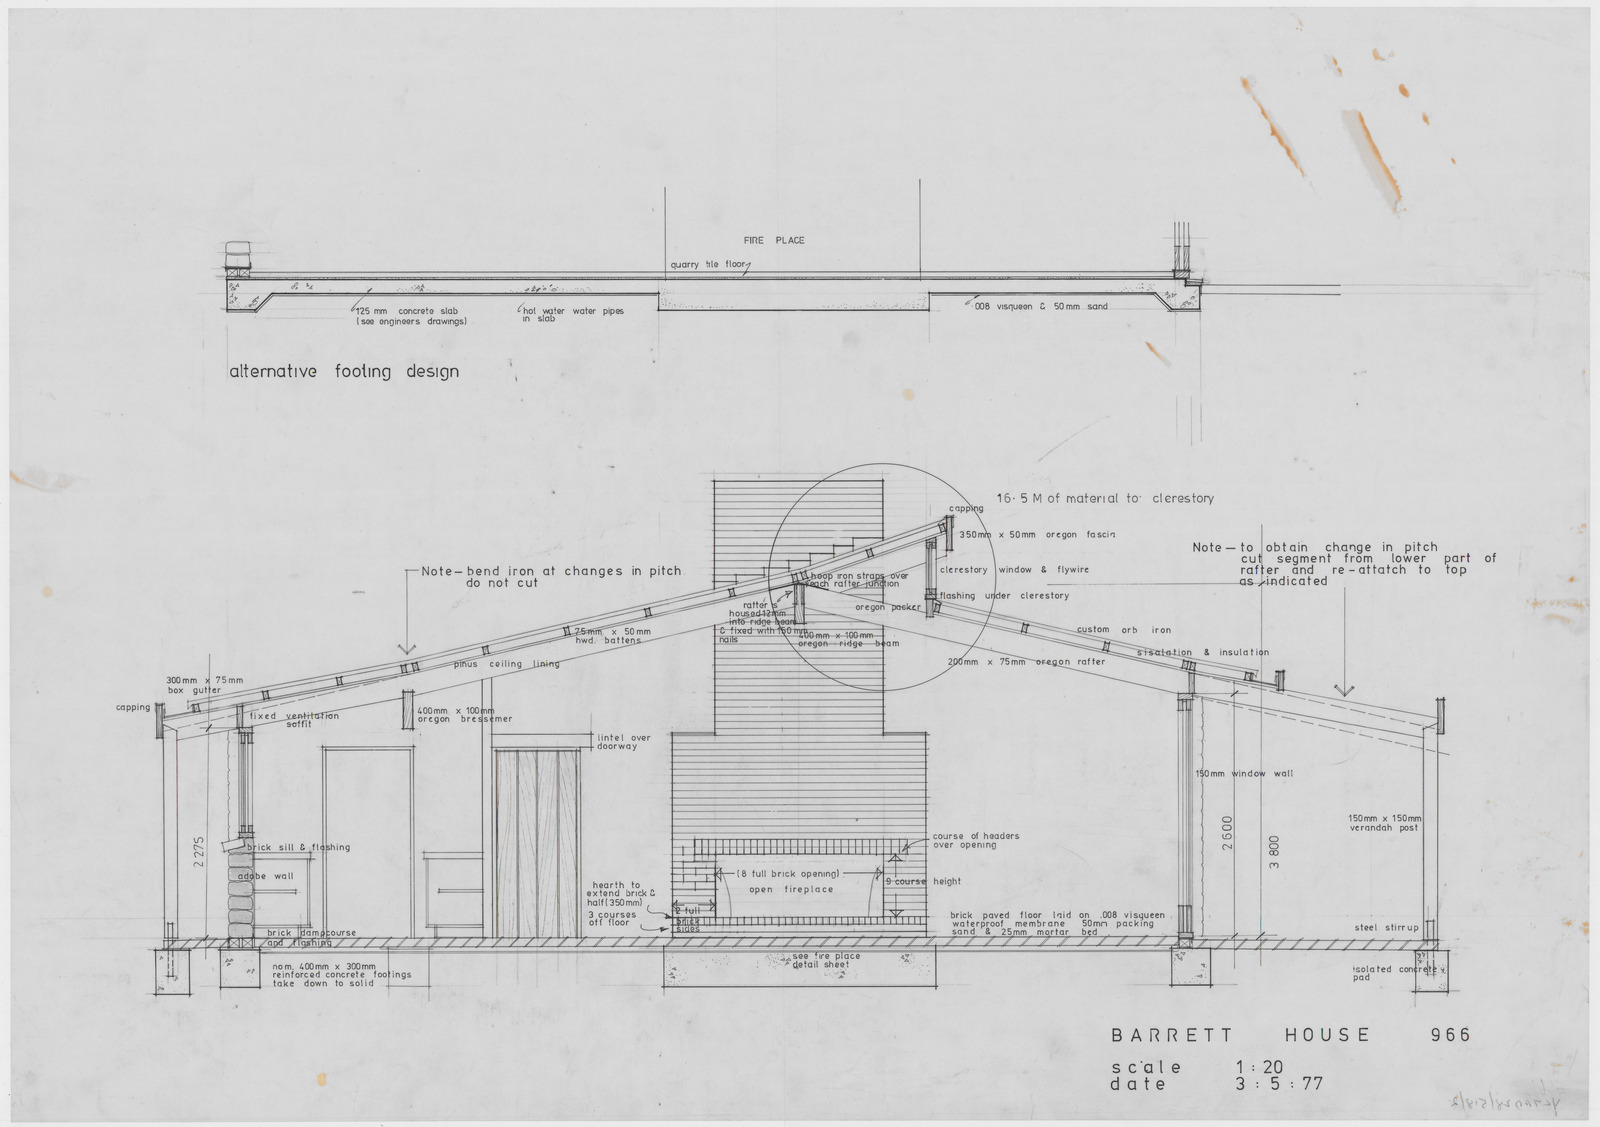 FIRE PLACE
quarry tile floor
125 mm concrete slab
(see engineers drawings)
hot water water pipes
in slab
.008 visqueen & 50mm sand
alternative footing design
16·5 M of material to clerestory
capping
350mm x 50mm oregon fascia
Note – to obtain change in pitch
cut segment from lower part of
rafter and re-attatch to top
as indicated
Note – bend iron at changes in pitch
do not cut
hoop iron straps over
each rafter junction
clerestory window & flywire
flashing under clerestory
oregon packer
rafter is
housed 12mm
into ridge beam
& fixed with 150mm
nails
400mm x 100mm
oregon ridge beam
75mm x 50mm
hwd. battens
custom orb iron
sisalation & insulation
pinus ceiling lining
200mm x 75mm oregon rafter
300mm x 75mm
box gutter
capping
fixed ventilation
soffit
400mm x 100mm
oregon bressemer
lintel over
doorway
150mm window wall
150mm x 150mm
verandah post
2 275
2 600
3 800
brick sill & flashing
adobe wall
course of headers
over opening
(8 full brick opening)
open fireplace
9 course height
hearth to
extend brick &
half (350mm)
3 courses
off floor
2 full
brick
sides
brick paved floor laid on .008 visqueen
waterproof membrane 50mm packing
sand & 25mm mortar bed
steel stirrup
brick dampcourse
and flashing
see fire place
detail sheet
nom. 400mm x 300mm
reinforced concrete footings
take down to solid
isolated concrete
pad
BARRETT HOUSE 966
scale 1:20
date 3:5:77